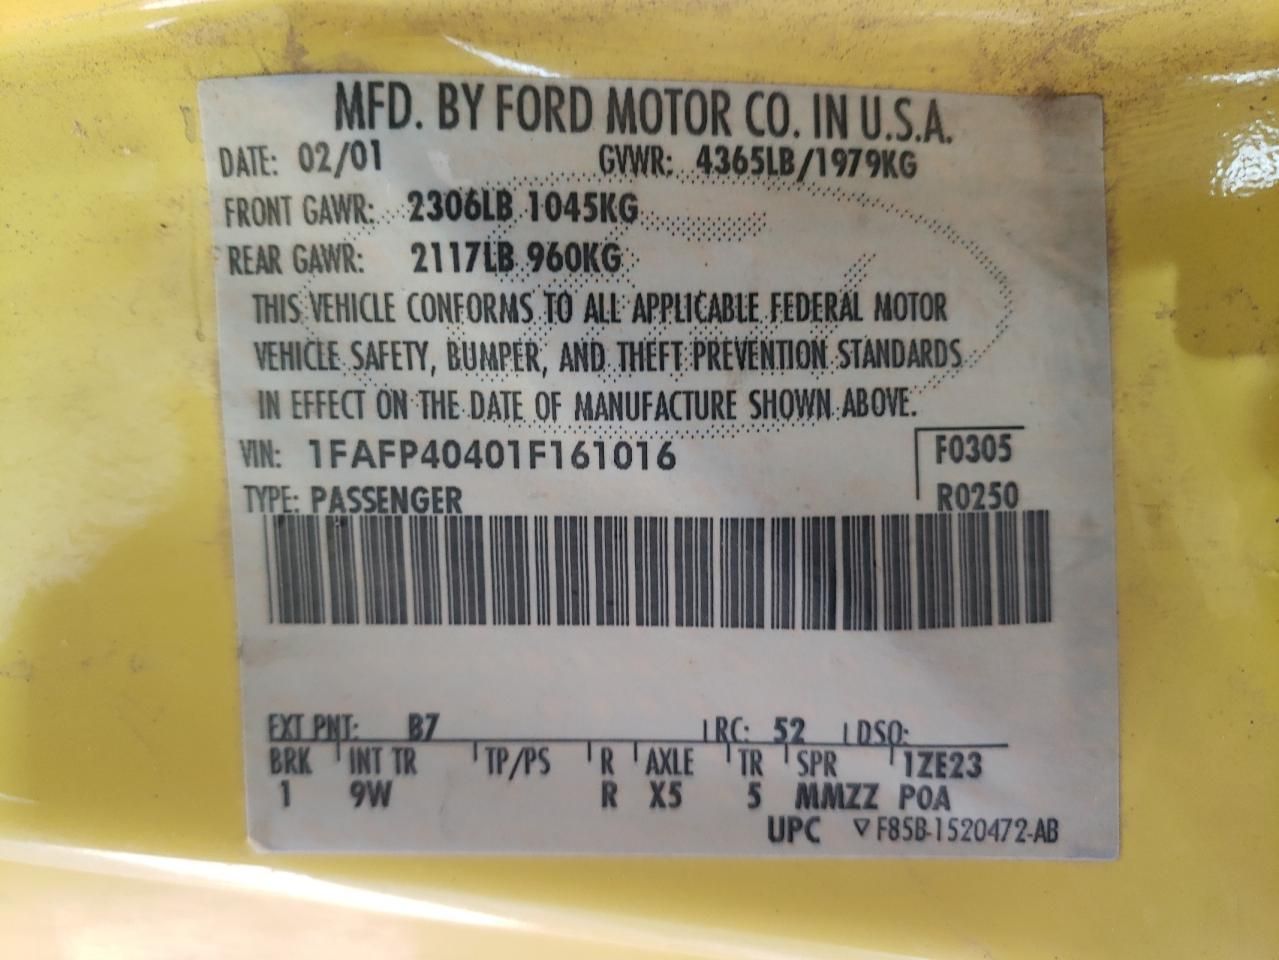 MFD. BY FORD MOTOR CO. IN U.S.A.
DATE: 02/01 GVWR: 4365LB/1979KG
FRONT GAWR: 2306LB 1045KG
REAR GAWR: 2117LB 960KG
THIS VEHICLE CONFORMS TO ALL APPLICABLE FEDERAL MOTOR
VEHICLE SAFETY, BUMPER, AND THEFT PREVENTION STANDARDS
IN EFFECT ON THE DATE OF MANUFACTURE SHOWN ABOVE.
VIN: 1FAFP40401F161016 F0305
TYPE: PASSENGER R0250
EXT PNT: B7 RC: 52 DSO:
BRK INT TR TP/PS R AXLE TR SPR 1ZE23
1 9W R X5 5 MMZZ POA
UPC ▽ F85B-1520472-AB